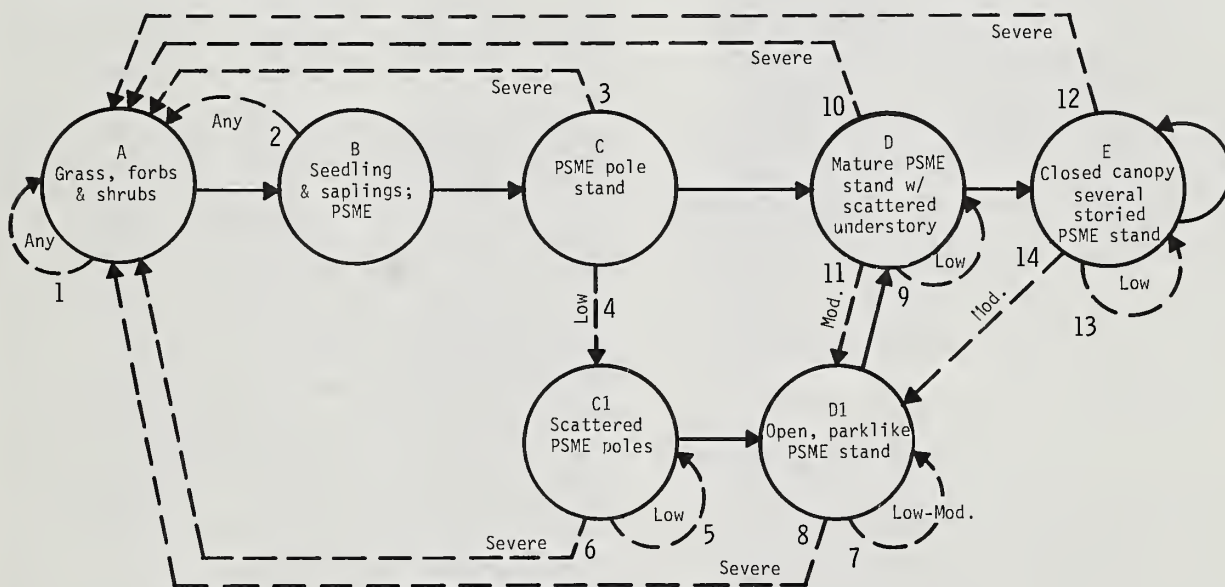 Severe
12
Severe
10
Severe
3
Any
2
A
Grass, forbs
& shrubs
Any
1
B
Seedling
& saplings;
PSME
C
PSME pole
stand
D
Mature PSME
stand w/
scattered
understory
E
Closed canopy
several
storied
PSME stand
Low
4
Mod.
11
Low
9
Mod.
14
Low
13
C1
Scattered
PSME poles
D1
Open, parklike
PSME stand
Low
5
Severe
6
Low-Mod.
7
Severe
8